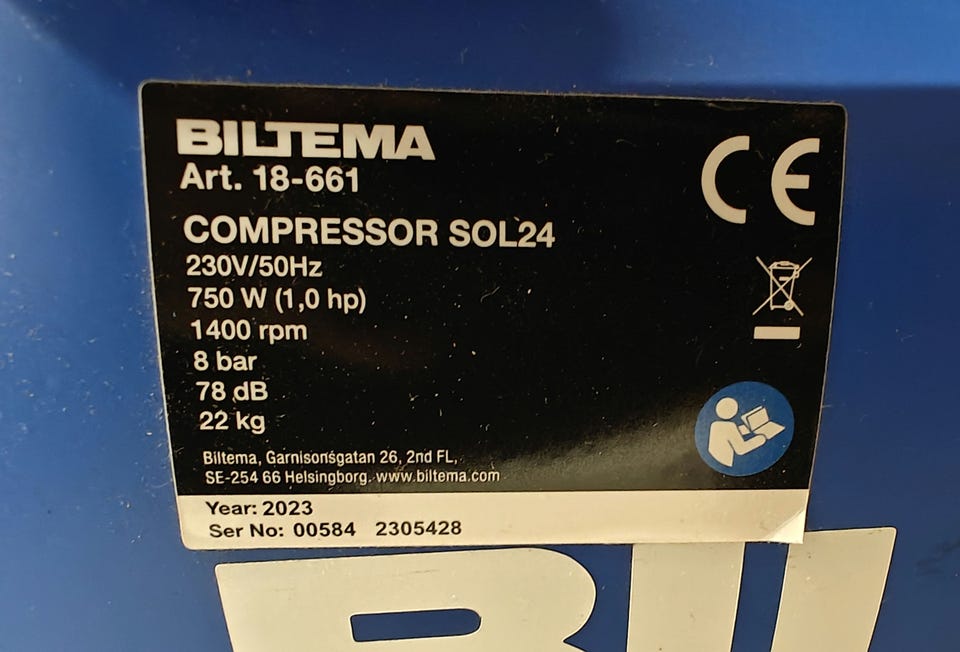 BILTEMA
Art. 18-661
COMPRESSOR SOL24
230V/50Hz
750 W (1,0 hp)
1400 rpm
8 bar
78 dB
22 kg
Biltema, Garnisonsgatan 26, 2nd FL,
SE-254 66 Helsingborg. www.biltema.com
Year: 2023
Ser No: 00584 2305428
CE
BIL